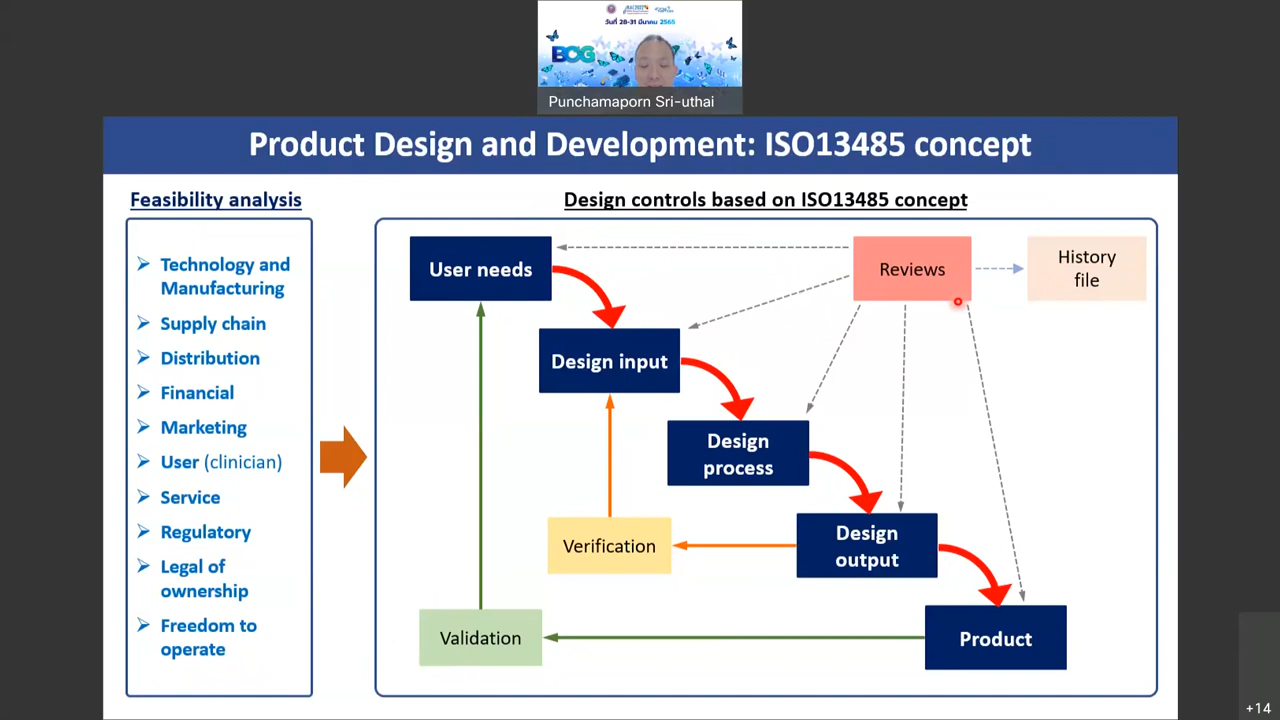 วันที่ 28-31 มีนาคม 2565
BCG
Punchamaporn Sri-uthai
Product Design and Development: ISO13485 concept
Feasibility analysis
Technology and
Manufacturing
Supply chain
Distribution
Financial
Marketing
User (clinician)
Service
Regulatory
Legal of
ownership
Freedom to
operate
Design controls based on ISO13485 concept
User needs
Reviews
History
file
Design input
Design
process
Verification
Design
output
Validation
Product
+14